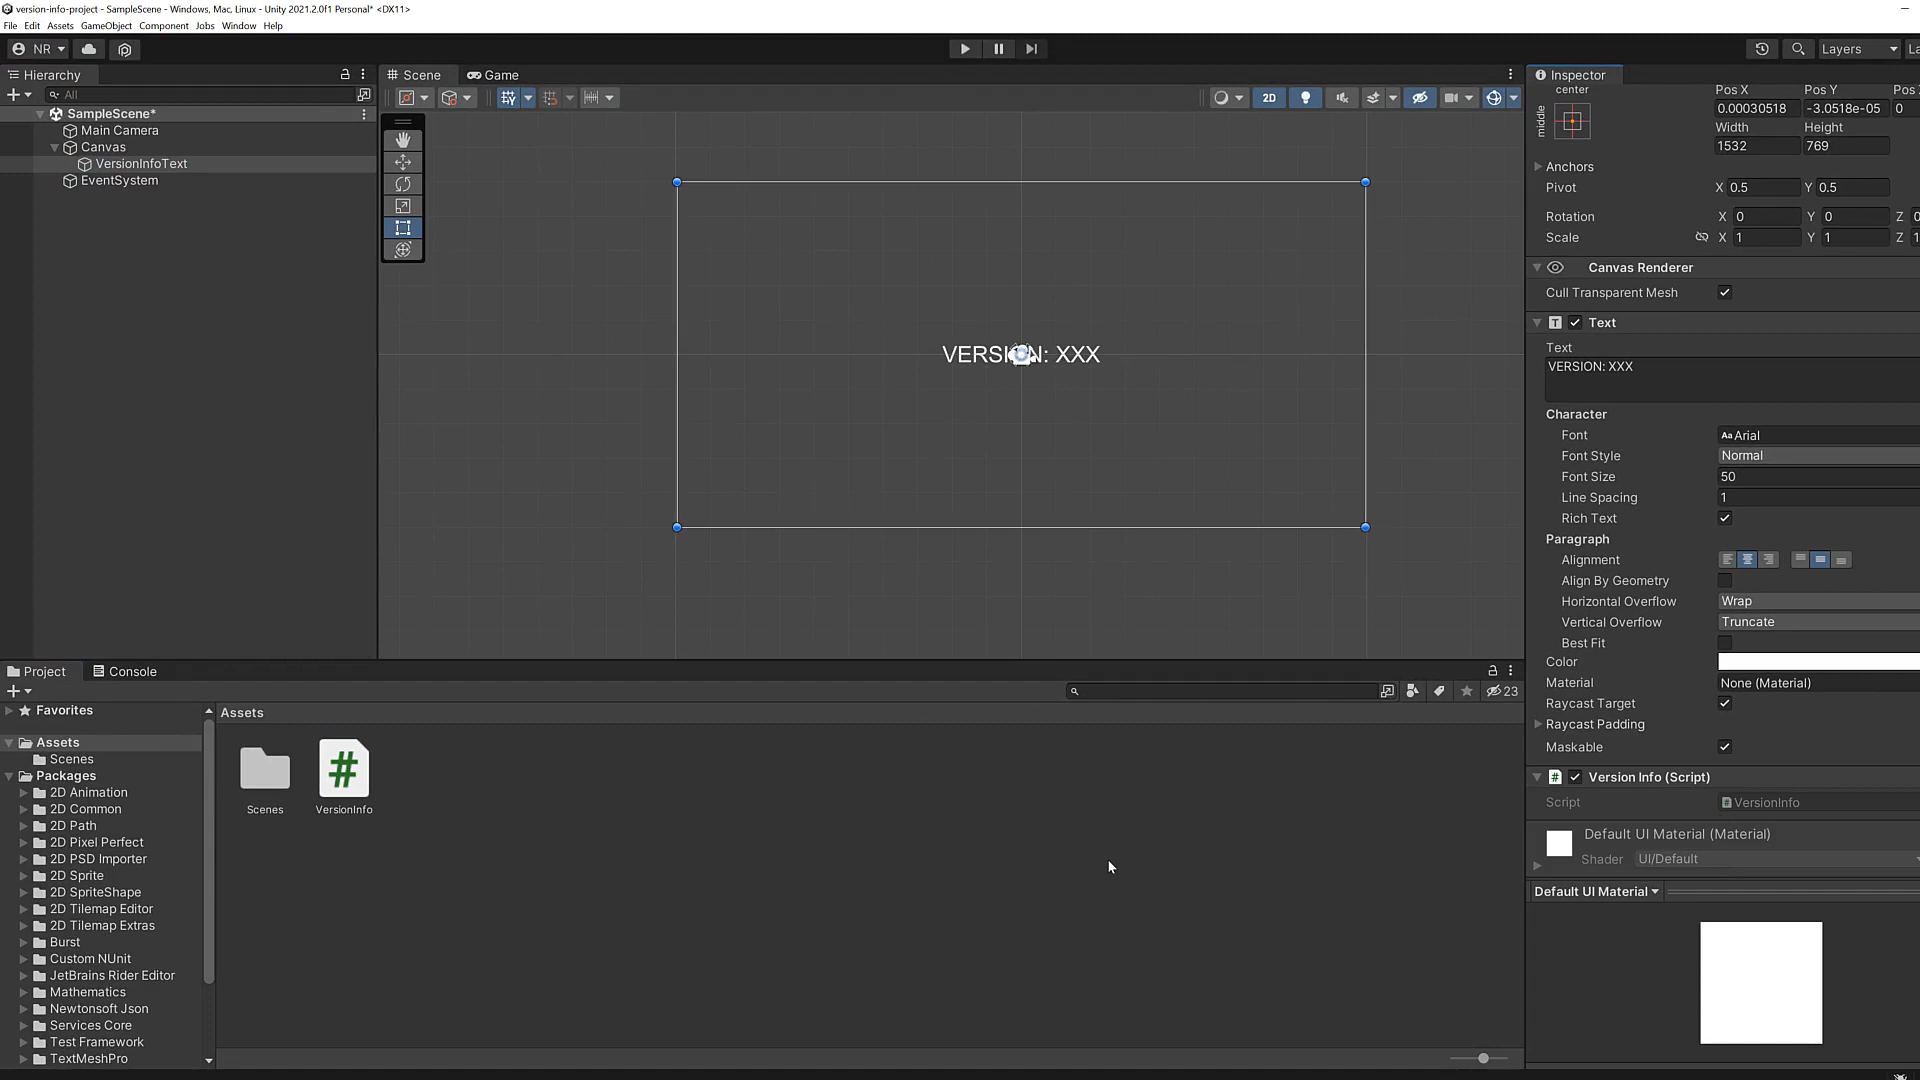 version-info-project - SampleScene - Windows, Mac, Linux - Unity 2021.2.0f1 Personal* <DX11>
File Edit Assets GameObject Component Jobs Window Help
NR Layers
Hierarchy
All
SampleScene*
Main Camera
Canvas
VersionInfoText
EventSystem
Scene Game
2D
VERSION: XXX
Inspector
center
middle
Pos X Pos Y Pos
0.00030518 -3.0518e-05 0
Width Height
1532 769
Anchors
Pivot X 0.5 Y 0.5
Rotation X 0 Y 0 Z 0
Scale X 1 Y 1 Z 1
Canvas Renderer
Cull Transparent Mesh
Text
Text
VERSION: XXX
Character
Font Aa Arial
Font Style Normal
Font Size 50
Line Spacing 1
Rich Text
Paragraph
Alignment
Align By Geometry
Horizontal Overflow Wrap
Vertical Overflow Truncate
Best Fit
Color
Material None (Material)
Raycast Target
Raycast Padding
Maskable
# Version Info (Script)
Script # VersionInfo
Default UI Material (Material)
Shader UI/Default
Default UI Material
Project Console
23
Favorites
Assets
Scenes
Packages
2D Animation
2D Common
2D Path
2D Pixel Perfect
2D PSD Importer
2D Sprite
2D SpriteShape
2D Tilemap Editor
2D Tilemap Extras
Burst
Custom NUnit
JetBrains Rider Editor
Mathematics
Newtonsoft Json
Services Core
Test Framework
TextMeshPro
Assets
#
Scenes VersionInfo